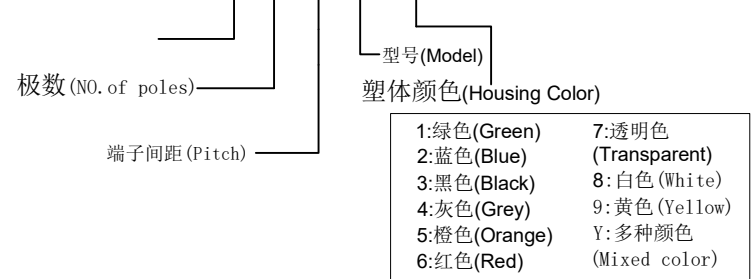 型号(Model)
极数(NO.of poles)
塑体颜色(Housing Color)
端子间距(Pitch)
1:绿色(Green)
2:蓝色(Blue)
3:黑色(Black)
4:灰色(Grey)
5:橙色(Orange)
6:红色(Red)
7:透明色
(Transparent)
8:白色(White)
9:黄色(Yellow)
Y:多种颜色
(Mixed color)